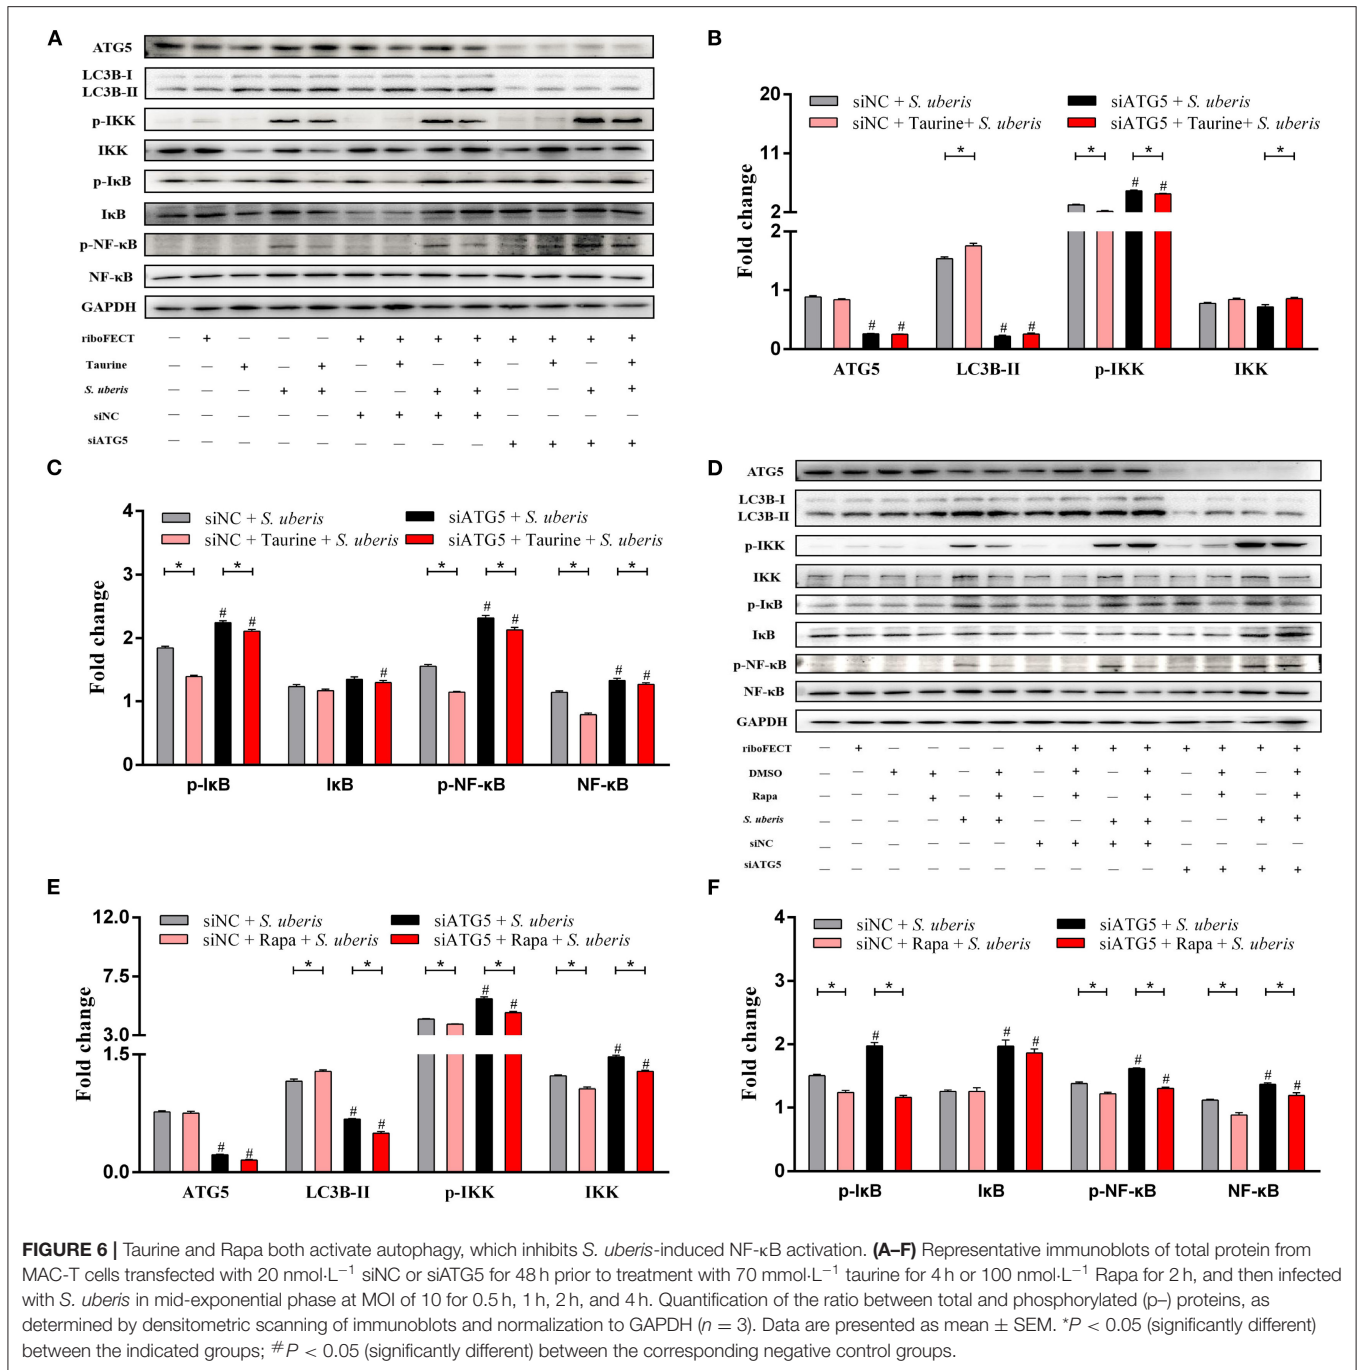 A
ATG5
LC3B-I
LC3B-II
p-IKK
IKK
p-IκB
IκB
p-NF-κB
NF-κB
GAPDH
riboFECT — + — — — + + + + + + + +
Taurine — — + — + — + — + — + — +
S. uberis — — — + + — — + + — — + +
siNC — — — — — + + + + — — — —
siATG5 — — — — — — — — — + + + +
B
siNC + S. uberis
siNC + Taurine+ S. uberis
siATG5 + S. uberis
siATG5 + Taurine+ S. uberis
Fold change
20
11
2
2
1
0
* * * *
# # # # # #
ATG5 LC3B-II p-IKK IKK
C
siNC + S. uberis
siNC + Taurine + S. uberis
siATG5 + S. uberis
siATG5 + Taurine + S. uberis
Fold change
4
3
2
1
0
* * * * * *
# # # # # # #
p-IκB IκB p-NF-κB NF-κB
D
ATG5
LC3B-I
LC3B-II
p-IKK
IKK
p-IκB
IκB
p-NF-κB
NF-κB
GAPDH
riboFECT — + — — — — + + + + + + + +
DMSO — — + + — + — + — + — + — +
Rapa — — — + — + — + — + — + — +
S. uberis — — — — + + — — + + — — + +
siNC — — — — — — + + + + — — — —
siATG5 — — — — — — — — — — + + + +
E
siNC + S. uberis
siNC + Rapa + S. uberis
siATG5 + S. uberis
siATG5 + Rapa + S. uberis
Fold change
12.0
7.5
3.0
1.5
0.0
* * * * * *
# # # # # # # #
ATG5 LC3B-II p-IKK IKK
F
siNC + S. uberis
siNC + Rapa + S. uberis
siATG5 + S. uberis
siATG5 + Rapa + S. uberis
Fold change
4
3
2
1
0
* * * * * *
# # # # # # #
p-IκB IκB p-NF-κB NF-κB
FIGURE 6 | Taurine and Rapa both activate autophagy, which inhibits S. uberis-induced NF-κB activation. (A–F) Representative immunoblots of total protein from
MAC-T cells transfected with 20 nmol·L−1 siNC or siATG5 for 48 h prior to treatment with 70 mmol·L−1 taurine for 4 h or 100 nmol·L−1 Rapa for 2 h, and then infected
with S. uberis in mid-exponential phase at MOI of 10 for 0.5 h, 1 h, 2 h, and 4 h. Quantification of the ratio between total and phosphorylated (p–) proteins, as
determined by densitometric scanning of immunoblots and normalization to GAPDH (n = 3). Data are presented as mean ± SEM. *P < 0.05 (significantly different)
between the indicated groups; #P < 0.05 (significantly different) between the corresponding negative control groups.